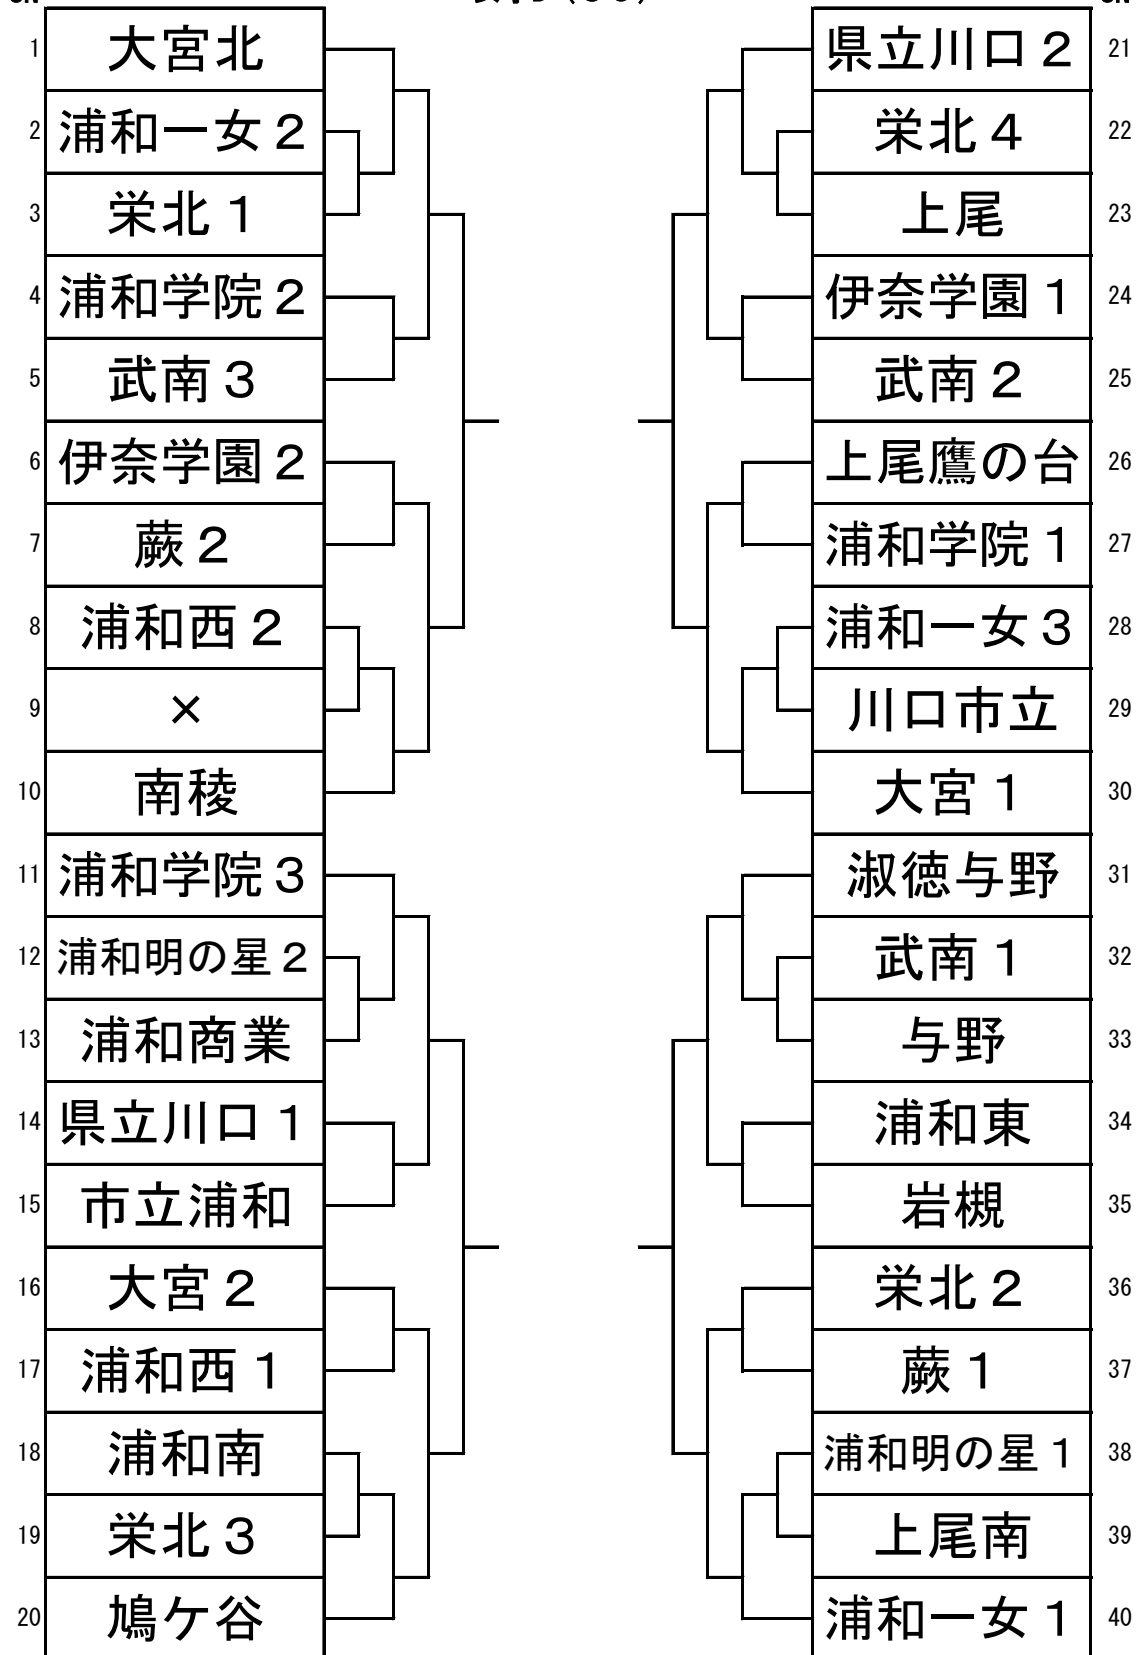 1 大宮北
2 浦和一女２
3 栄北１
4 浦和学院２
5 武南３
6 伊奈学園２
7 蕨２
8 浦和西２
9 ×
10 南稜
11 浦和学院３
12 浦和明の星２
13 浦和商業
14 県立川口１
15 市立浦和
16 大宮２
17 浦和西１
18 浦和南
19 栄北３
20 鳩ケ谷
県立川口２ 21
栄北４ 22
上尾 23
伊奈学園１ 24
武南２ 25
上尾鷹の台 26
浦和学院１ 27
浦和一女３ 28
川口市立 29
大宮１ 30
淑徳与野 31
武南１ 32
与野 33
浦和東 34
岩槻 35
栄北２ 36
蕨１ 37
浦和明の星１ 38
上尾南 39
浦和一女１ 40